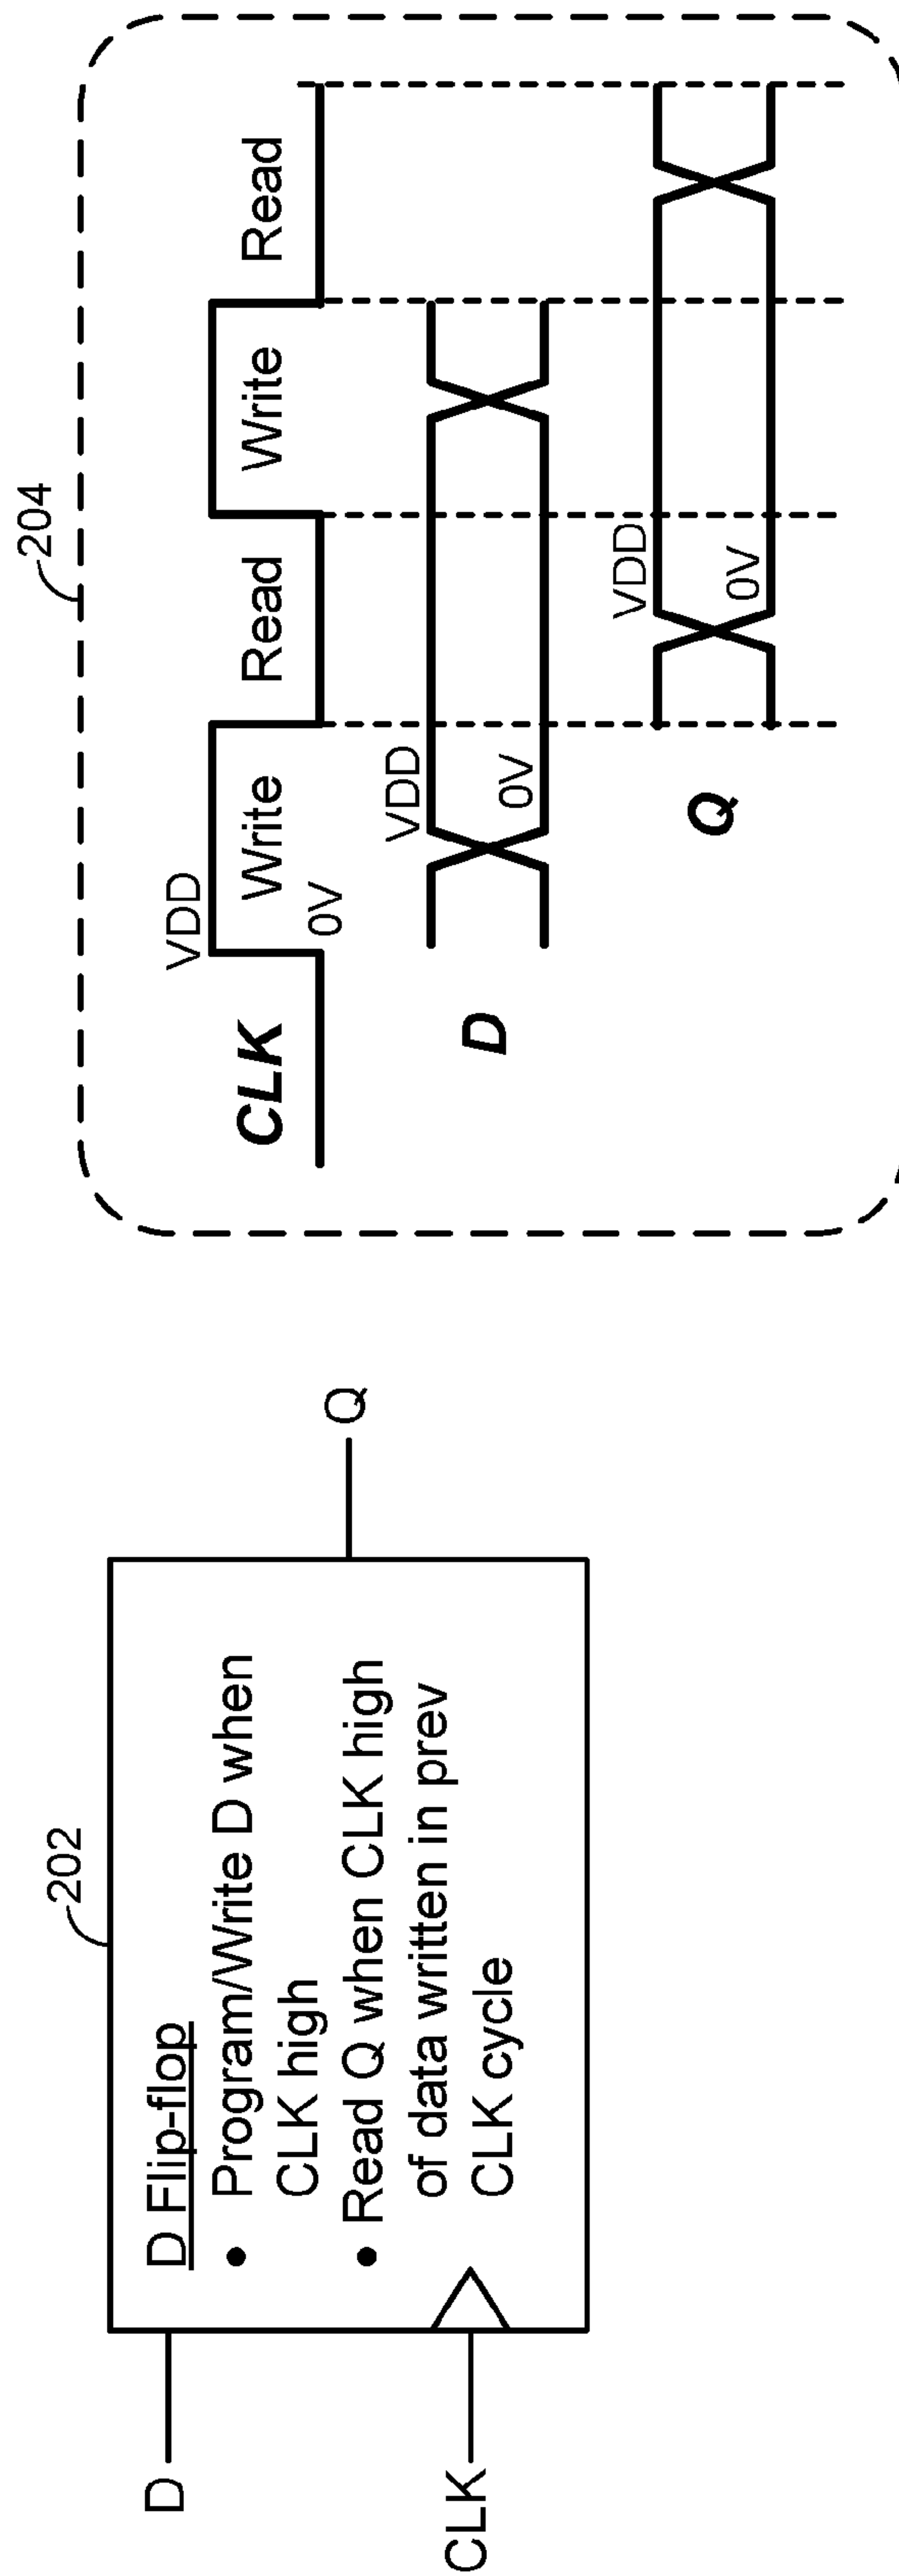 202
D Flip-flop
• Program/Write D when
CLK high
• Read Q when CLK high
of data written in prev
CLK cycle
D
CLK
Q
204
VDD
CLK
Write
Read
Write
Read
0V
VDD
D
0V
VDD
Q
0V